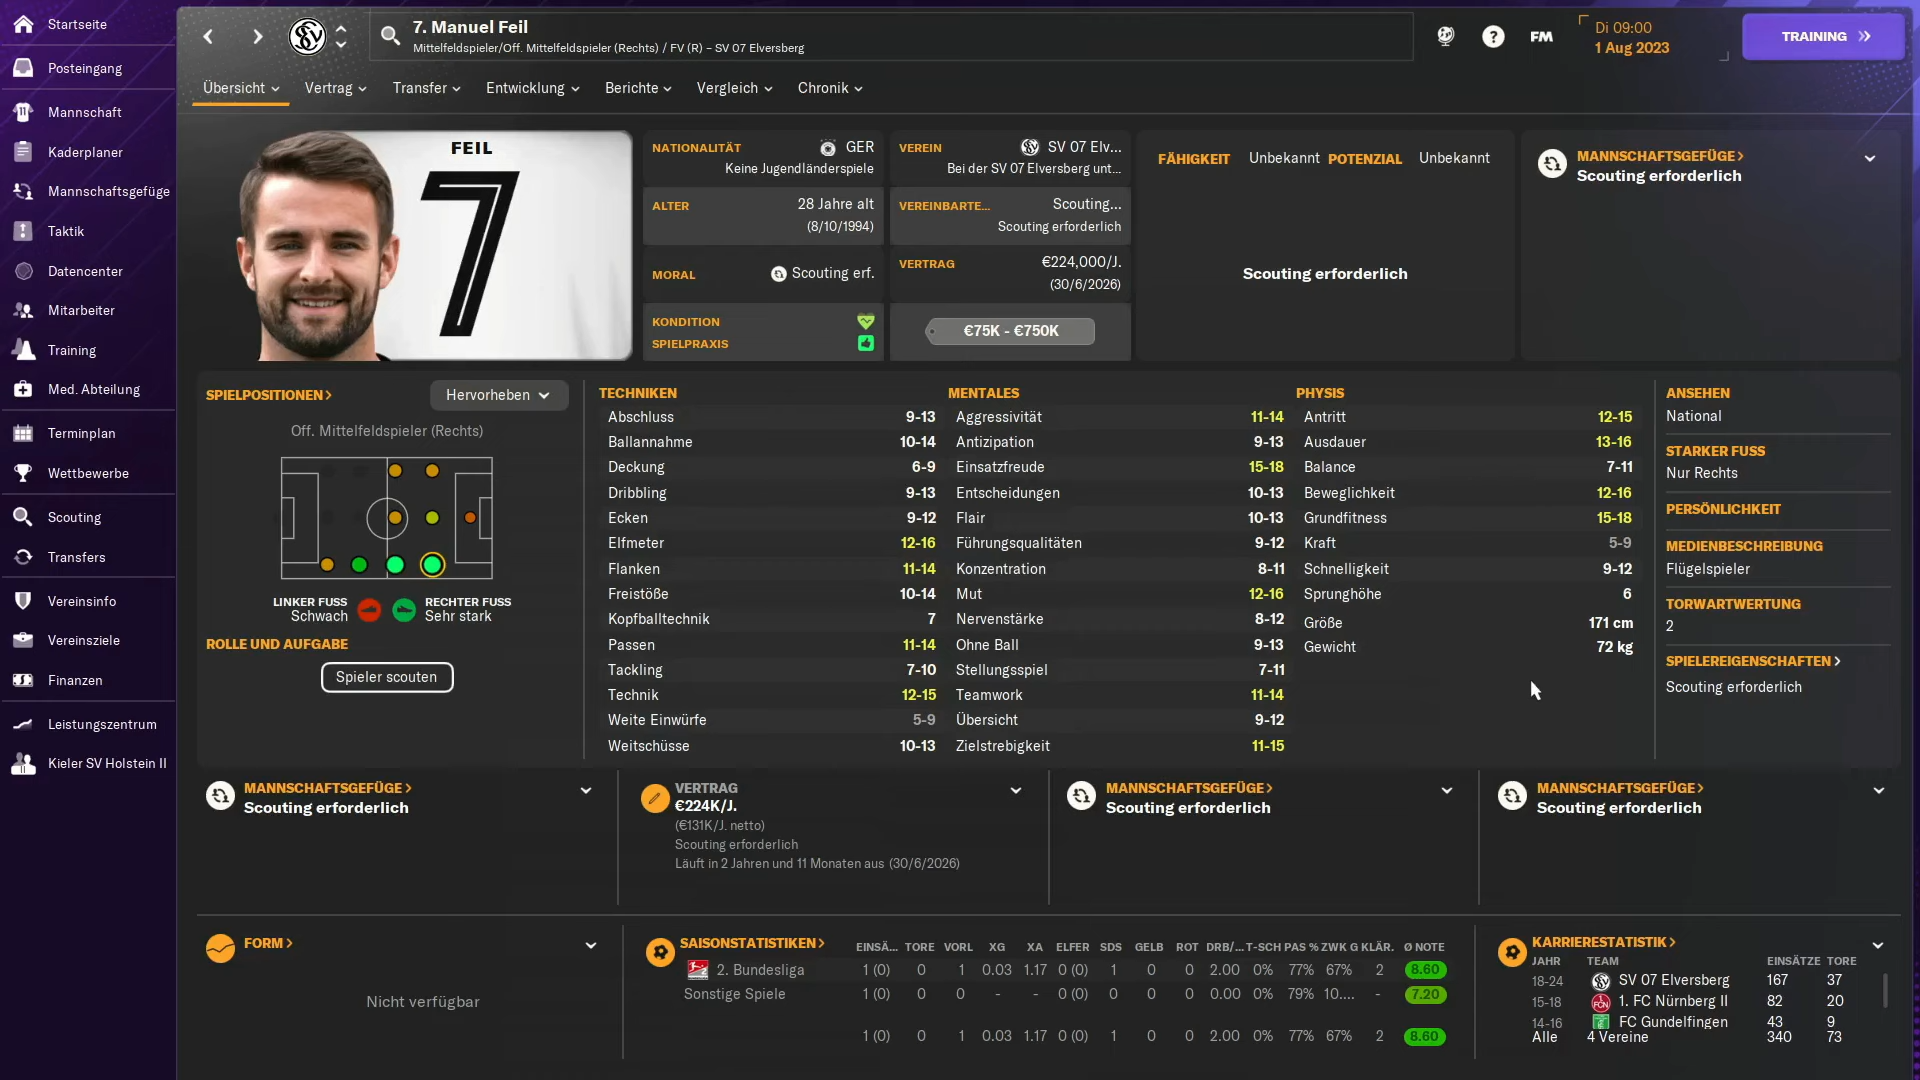 Startseite
Posteingang
Mannschaft
Kaderplaner
Mannschaftsgefüge
Taktik
Datencenter
Mitarbeiter
Training
Med. Abteilung
Terminplan
Wettbewerbe
Scouting
Transfers
Vereinsinfo
Vereinsziele
Finanzen
Leistungszentrum
Kieler SV Holstein II
7. Manuel Feil
Mittelfeldspieler/Off. Mittelfeldspieler (Rechts) / FV (R) - SV 07 Elversberg
FM
Di 09:00
1 Aug 2023
TRAINING
Übersicht Vertrag Transfer Entwicklung Berichte Vergleich Chronik
FEIL
7
NATIONALITÄT GER
Keine Jugendländerspiele
ALTER 28 Jahre alt
(8/10/1994)
MORAL Scouting erf.
KONDITION
SPIELPRAXIS
VEREIN SV 07 Elv...
Bei der SV 07 Elversberg unt...
VEREINBARTE... Scouting...
Scouting erforderlich
VERTRAG €224,000/J.
(30/6/2026)
€75K - €750K
FÄHIGKEIT Unbekannt POTENZIAL Unbekannt
Scouting erforderlich
MANNSCHAFTSGEFÜGE
Scouting erforderlich
SPIELPOSITIONEN Hervorheben
Off. Mittelfeldspieler (Rechts)
LINKER FUSS
Schwach
RECHTER FUSS
Sehr stark
ROLLE UND AUFGABE
Spieler scouten
TECHNIKEN
Abschluss 9-13
Ballannahme 10-14
Deckung 6-9
Dribbling 9-13
Ecken 9-12
Elfmeter 12-16
Flanken 11-14
Freistöße 10-14
Kopfballtechnik 7
Passen 11-14
Tackling 7-10
Technik 12-15
Weite Einwürfe 5-9
Weitschüsse 10-13
MENTALES
Aggressivität 11-14
Antizipation 9-13
Einsatzfreude 15-18
Entscheidungen 10-13
Flair 10-13
Führungsqualitäten 9-12
Konzentration 8-11
Mut 12-16
Nervenstärke 8-12
Ohne Ball 9-13
Stellungsspiel 7-11
Teamwork 11-14
Übersicht 9-12
Zielstrebigkeit 11-15
PHYSIS
Antritt 12-15
Ausdauer 13-16
Balance 7-11
Beweglichkeit 12-16
Grundfitness 15-18
Kraft 5-9
Schnelligkeit 9-12
Sprunghöhe 6
Größe 171 cm
Gewicht 72 kg
ANSEHEN
National
STARKER FUSS
Nur Rechts
PERSÖNLICHKEIT
MEDIENBESCHREIBUNG
Flügelspieler
TORWARTWERTUNG
2
SPIELEREIGENSCHAFTEN
Scouting erforderlich
MANNSCHAFTSGEFÜGE
Scouting erforderlich
VERTRAG
€224K/J.
(€131K/J. netto)
Scouting erforderlich
Läuft in 2 Jahren und 11 Monaten aus (30/6/2026)
MANNSCHAFTSGEFÜGE
Scouting erforderlich
MANNSCHAFTSGEFÜGE
Scouting erforderlich
FORM
Nicht verfügbar
SAISONSTATISTIKEN EINSÄ... TORE VORL XG XA ELFER SDS GELB ROT DRB/... T-SCH PAS % ZWK G KLÄR. Ø NOTE
2. Bundesliga 1 (0) 0 1 0.03 1.17 0 (0) 1 0 0 2.00 0% 77% 67% 2 8.60
Sonstige Spiele 1 (0) 0 0 - - 0 (0) 0 0 0 0.00 0% 79% 10.... - 7.20
1 (0) 0 1 0.03 1.17 0 (0) 1 0 0 2.00 0% 77% 67% 2 8.60
KARRIERESTATISTIK
JAHR TEAM EINSÄTZE TORE
18-24 SV 07 Elversberg 167 37
15-18 1. FC Nürnberg II 82 20
14-16 FC Gundelfingen 43 9
Alle 4 Vereine 340 73